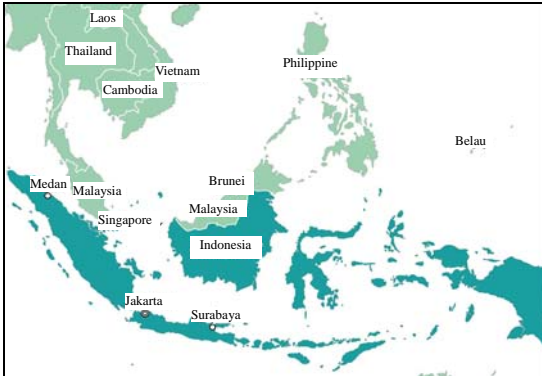 Laos
Thailand
Philippine
Vietnam
Cambodia
Belau
Brunei
Medan
Malaysia
Malaysia
Singapore
Indonesia
Jakarta
Surabaya